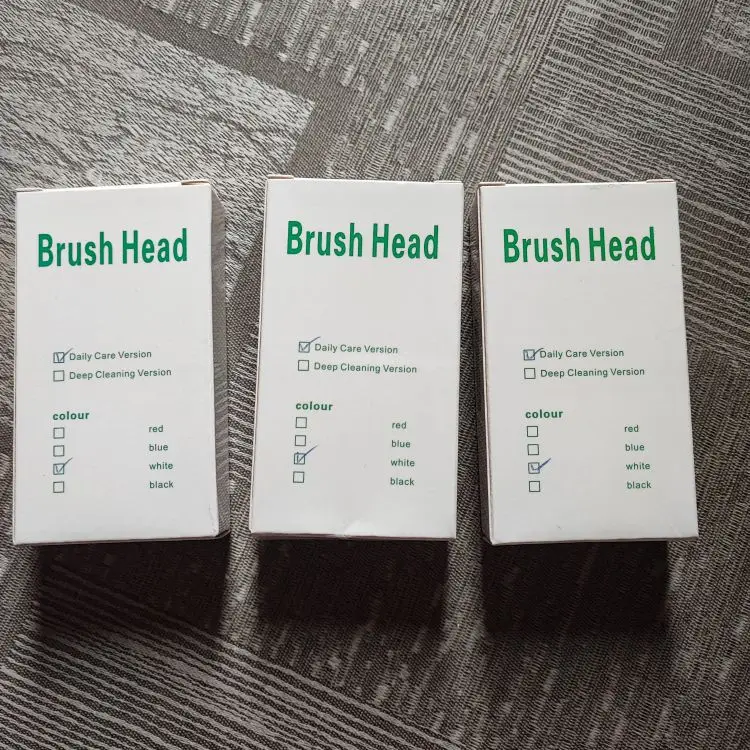 Brush Head
Daily Care Version
Deep Cleaning Version
colour
red
blue
white
black
Brush Head
Daily Care Version
Deep Cleaning Version
colour
red
blue
white
black
Brush Head
Daily Care Version
Deep Cleaning Version
colour
red
blue
white
black